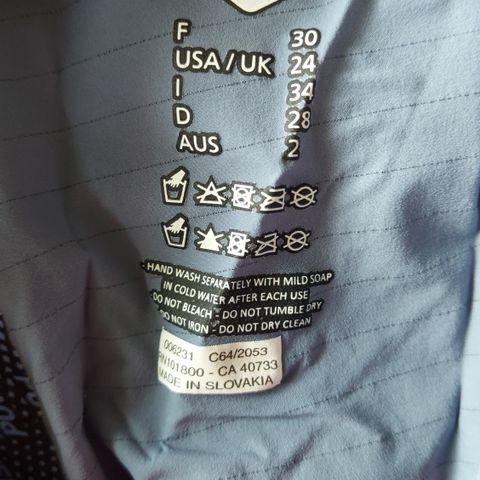 F 30
USA / UK 24
I 34
D 28
AUS 2
- HAND WASH SEPARATELY WITH MILD SOAP
IN COLD WATER AFTER EACH USE
- DO NOT BLEACH - DO NOT TUMBLE DRY
- DO NOT IRON - DO NOT DRY CLEAN
006231 C64/2053
RN101800 - CA 40733
MADE IN SLOVAKIA